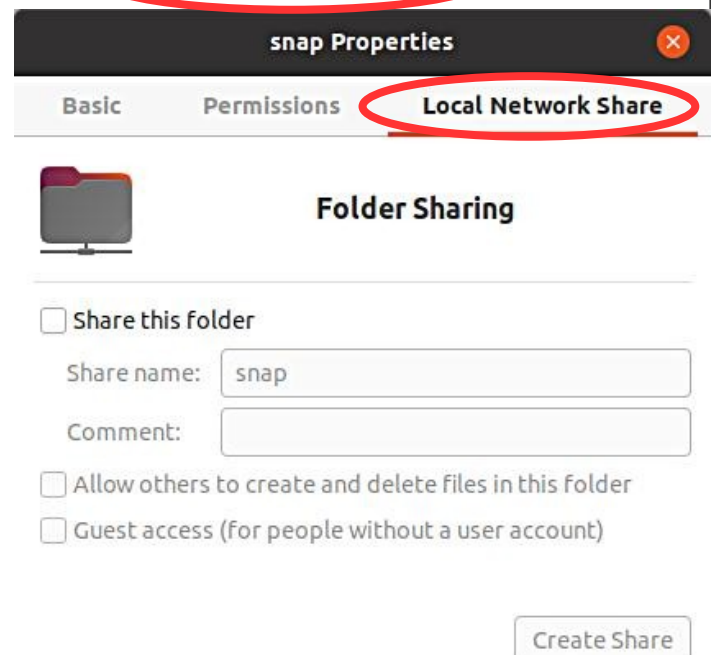 snap Properties
Basic Permissions Local Network Share
Folder Sharing
Share this folder
Share name: snap
Comment:
Allow others to create and delete files in this folder
Guest access (for people without a user account)
Create Share